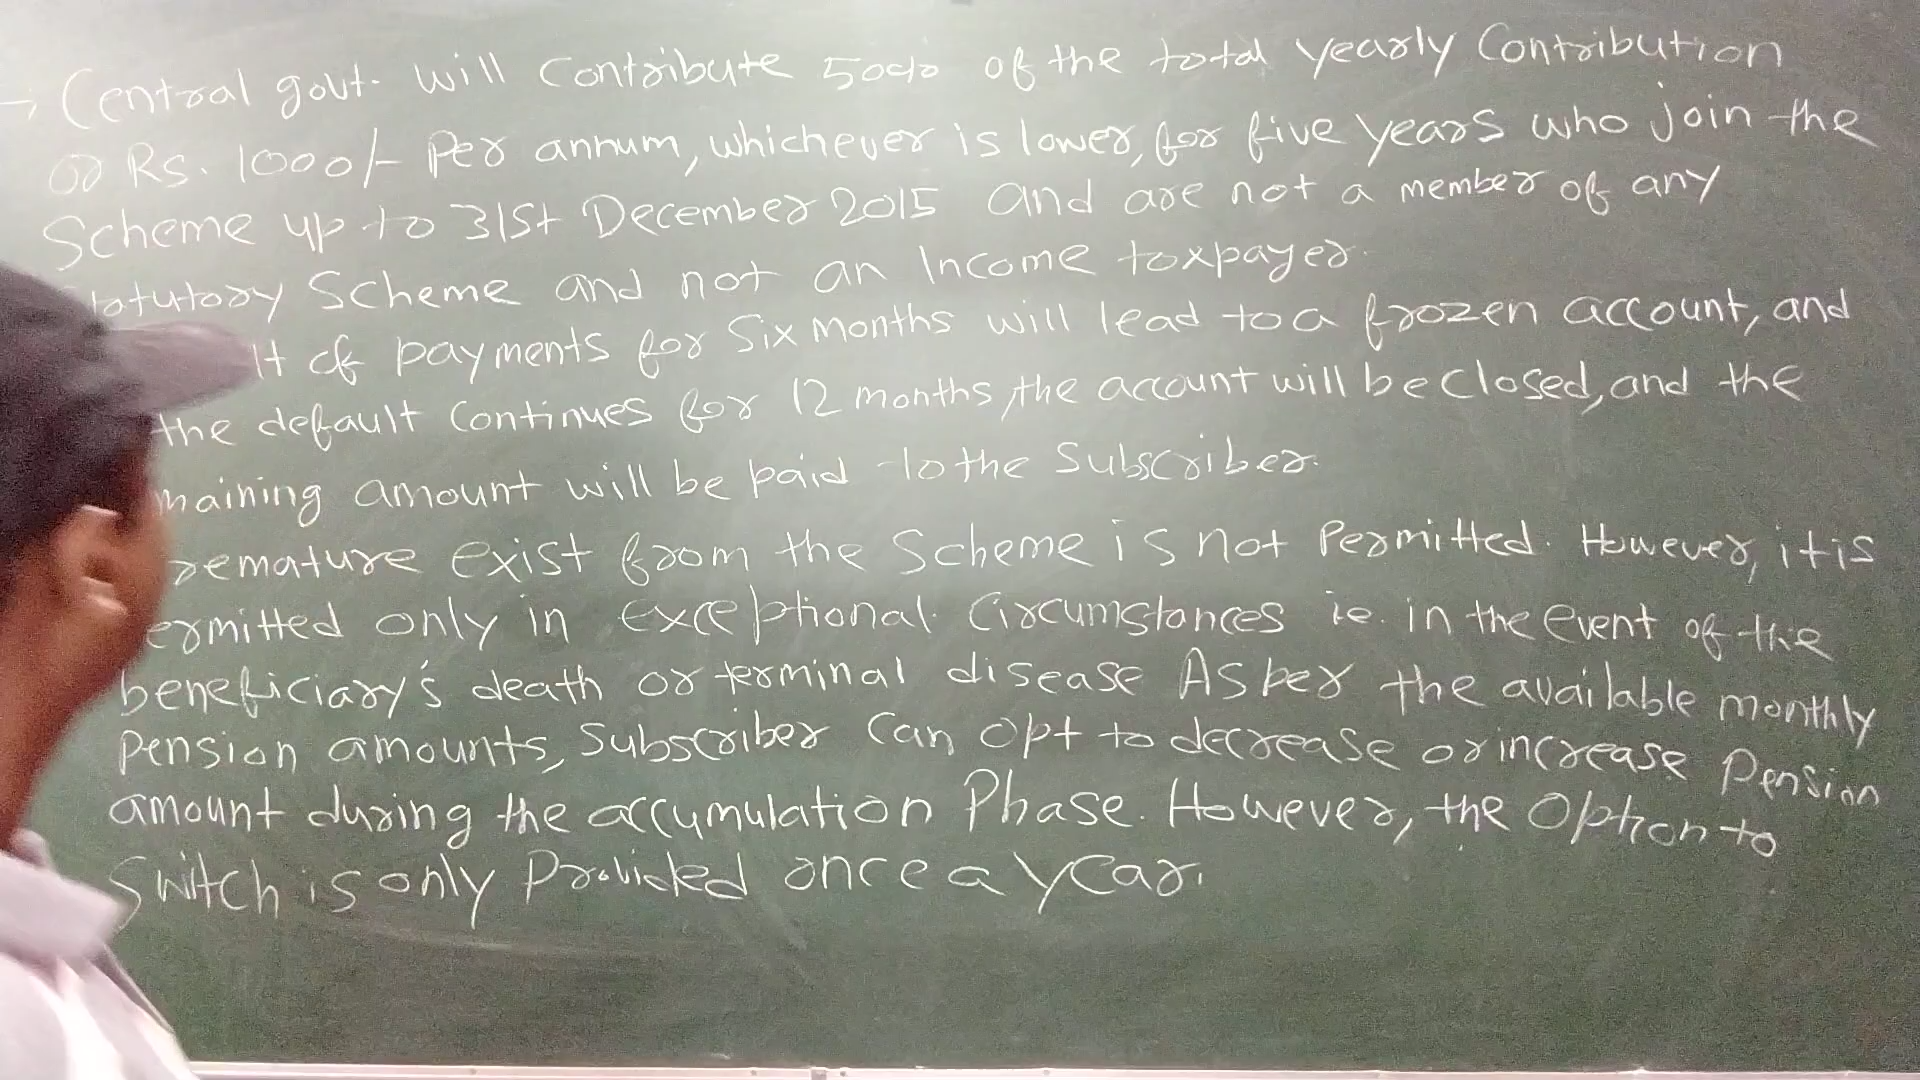 → Central govt. will contribute 50% of the total yearly Contribution
or Rs. 1000/- Per annum, whichever is lower, for five years who join the
Scheme up to 31st December 2015 and are not a member of any
Scheme and not an Income taxpayer.
of payments for Six months will lead to a frozen account, and
the default continues for 12 months, the account will be closed, and the
amount will be paid to the Subscriber.
exist from the Scheme is not Permitted. However, it is
only in exceptional. Circumstances ie. in the event of the
beneficiary's death or terminal disease As per the available monthly
Pension amounts, Subscriber can opt to decrease or increase Pension
amount during the accumulation Phase. However, the Option to
Switch is only Provided once a year.